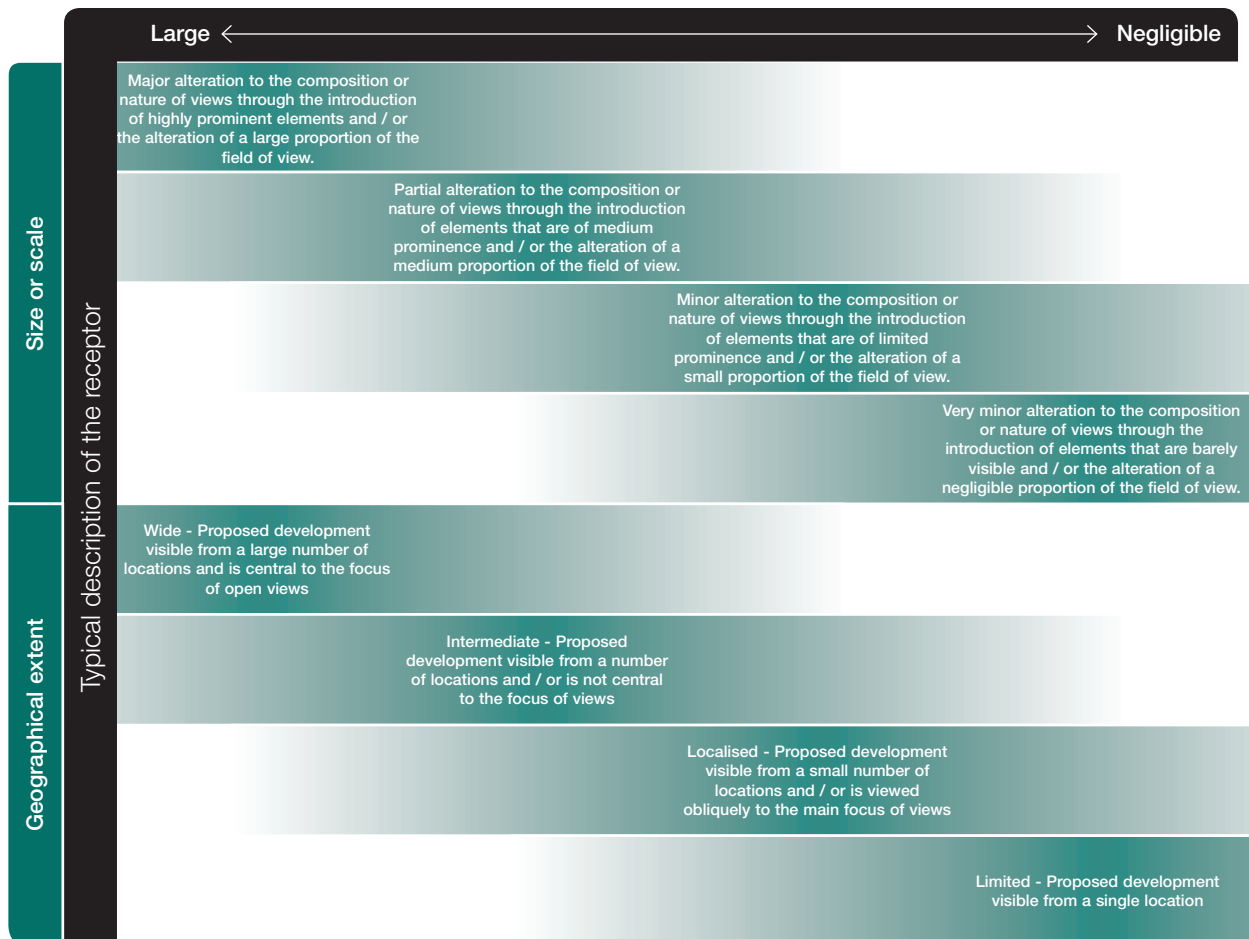 Large
Negligible
Size or scale
Typical description of the receptor
Major alteration to the composition or
nature of views through the introduction
of highly prominent elements and / or
the alteration of a large proportion of the
field of view.
Partial alteration to the composition or
nature of views through the introduction
of elements that are of medium
prominence and / or the alteration of a
medium proportion of the field of view.
Minor alteration to the composition or
nature of views through the introduction
of elements that are of limited
prominence and / or the alteration of a
small proportion of the field of view.
Very minor alteration to the composition
or nature of views through the
introduction of elements that are barely
visible and / or the alteration of a
negligible proportion of the field of view.
Geographical extent
Wide - Proposed development
visible from a large number of
locations and is central to the focus
of open views
Intermediate - Proposed
development visible from a number
of locations and / or is not central
to the focus of views
Localised - Proposed development
visible from a small number of
locations and / or is viewed
obliquely to the main focus of views
Limited - Proposed development
visible from a single location